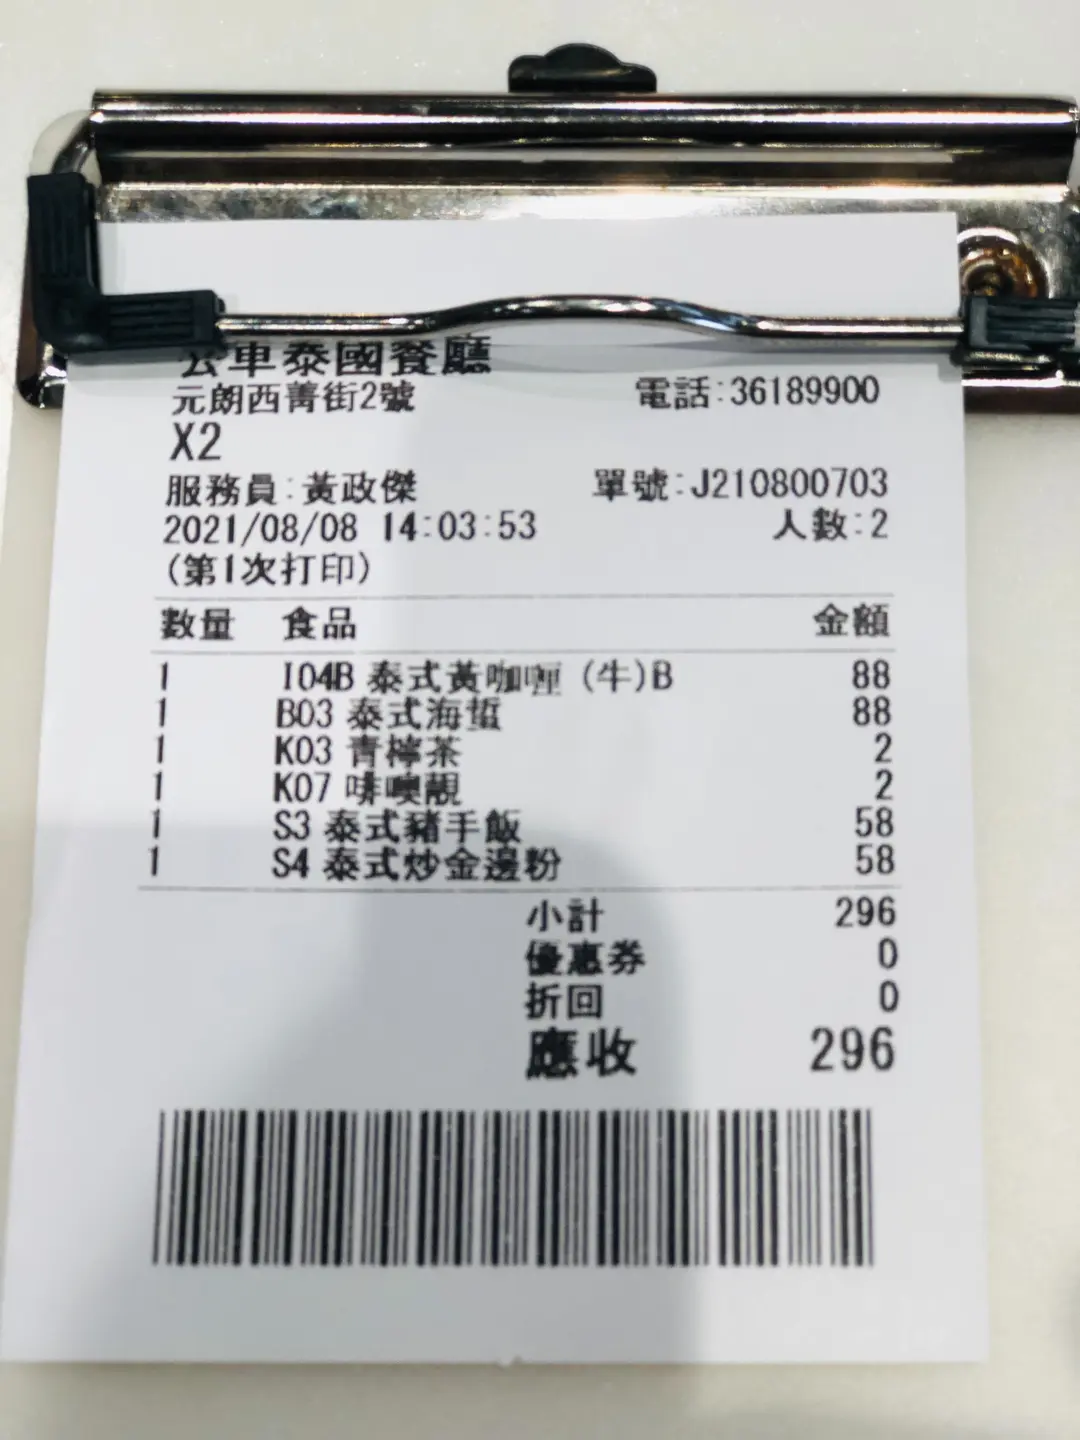 公車泰國餐廳
元朗西菁街2號 電話:36189900
X2
服務員:黃政傑 單號:J210800703
2021/08/08 14:03:53 人數:2
(第1次打印)
數量 食品 金額
1 I04B 泰式黃咖喱 (牛)B 88
1 B03 泰式海蜇 88
1 K03 青檸茶 2
1 K07 啡 2
1 S3 泰式豬手飯 58
1 S4 泰式炒金邊粉 58
小計 296
優惠券 0
折回 0
應收 296